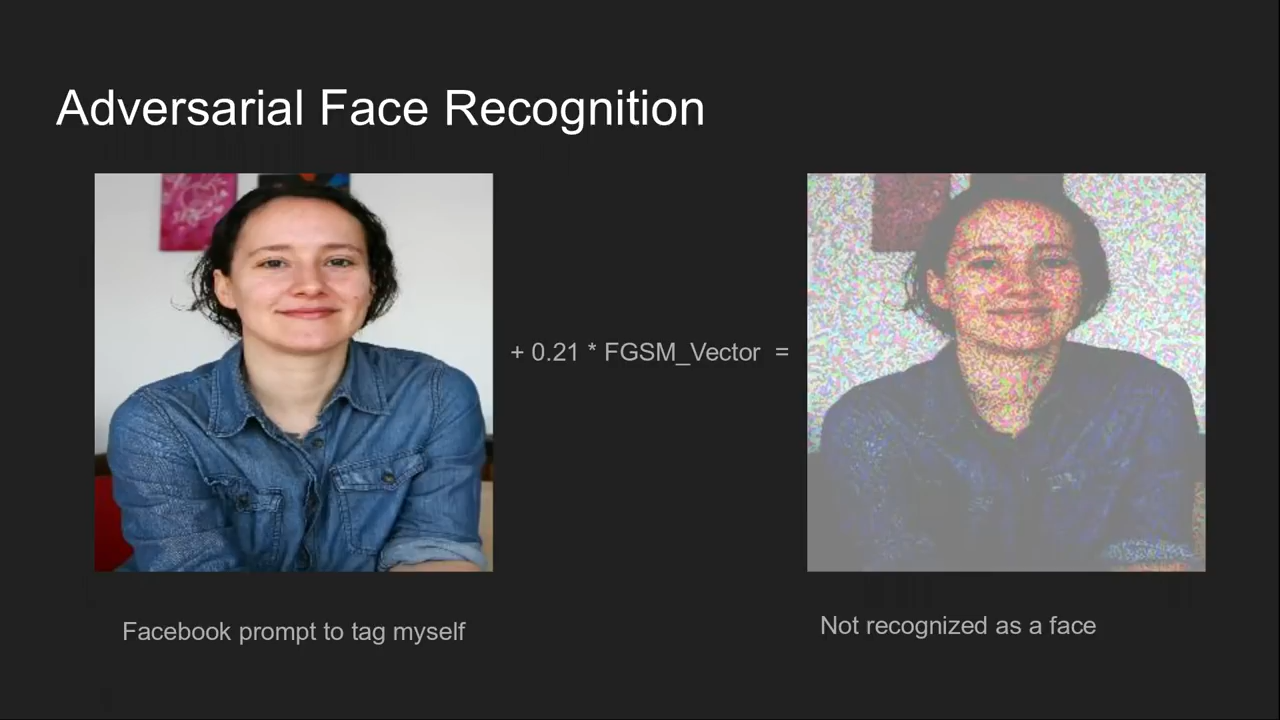 Adversarial Face Recognition
+ 0.21 * FGSM_Vector =
Facebook prompt to tag myself
Not recognized as a face